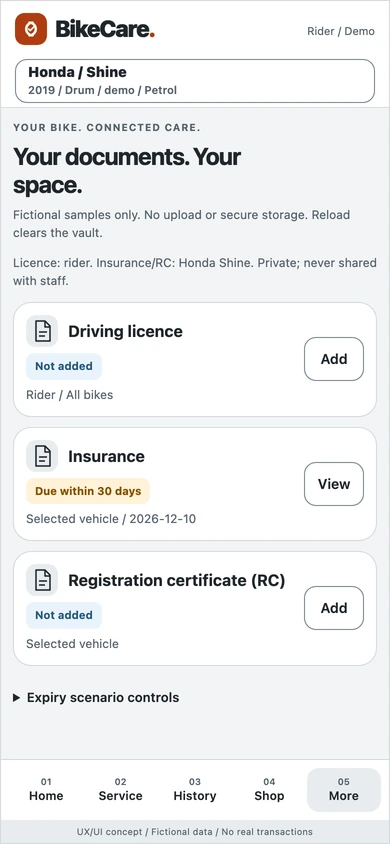 BikeCare.
Rider / Demo
Honda / Shine
2019 / Drum / demo / Petrol
YOUR BIKE. CONNECTED CARE.
Your documents. Your
space.
Fictional samples only. No upload or secure storage. Reload
clears the vault.
Licence: rider. Insurance/RC: Honda Shine. Private; never shared
with staff.
Driving licence
Not added
Rider / All bikes
Add
Insurance
Due within 30 days
Selected vehicle / 2026-12-10
View
Registration certificate (RC)
Not added
Selected vehicle
Add
Expiry scenario controls
01
Home
02
Service
03
History
04
Shop
05
More
UX/UI concept / Fictional data / No real transactions